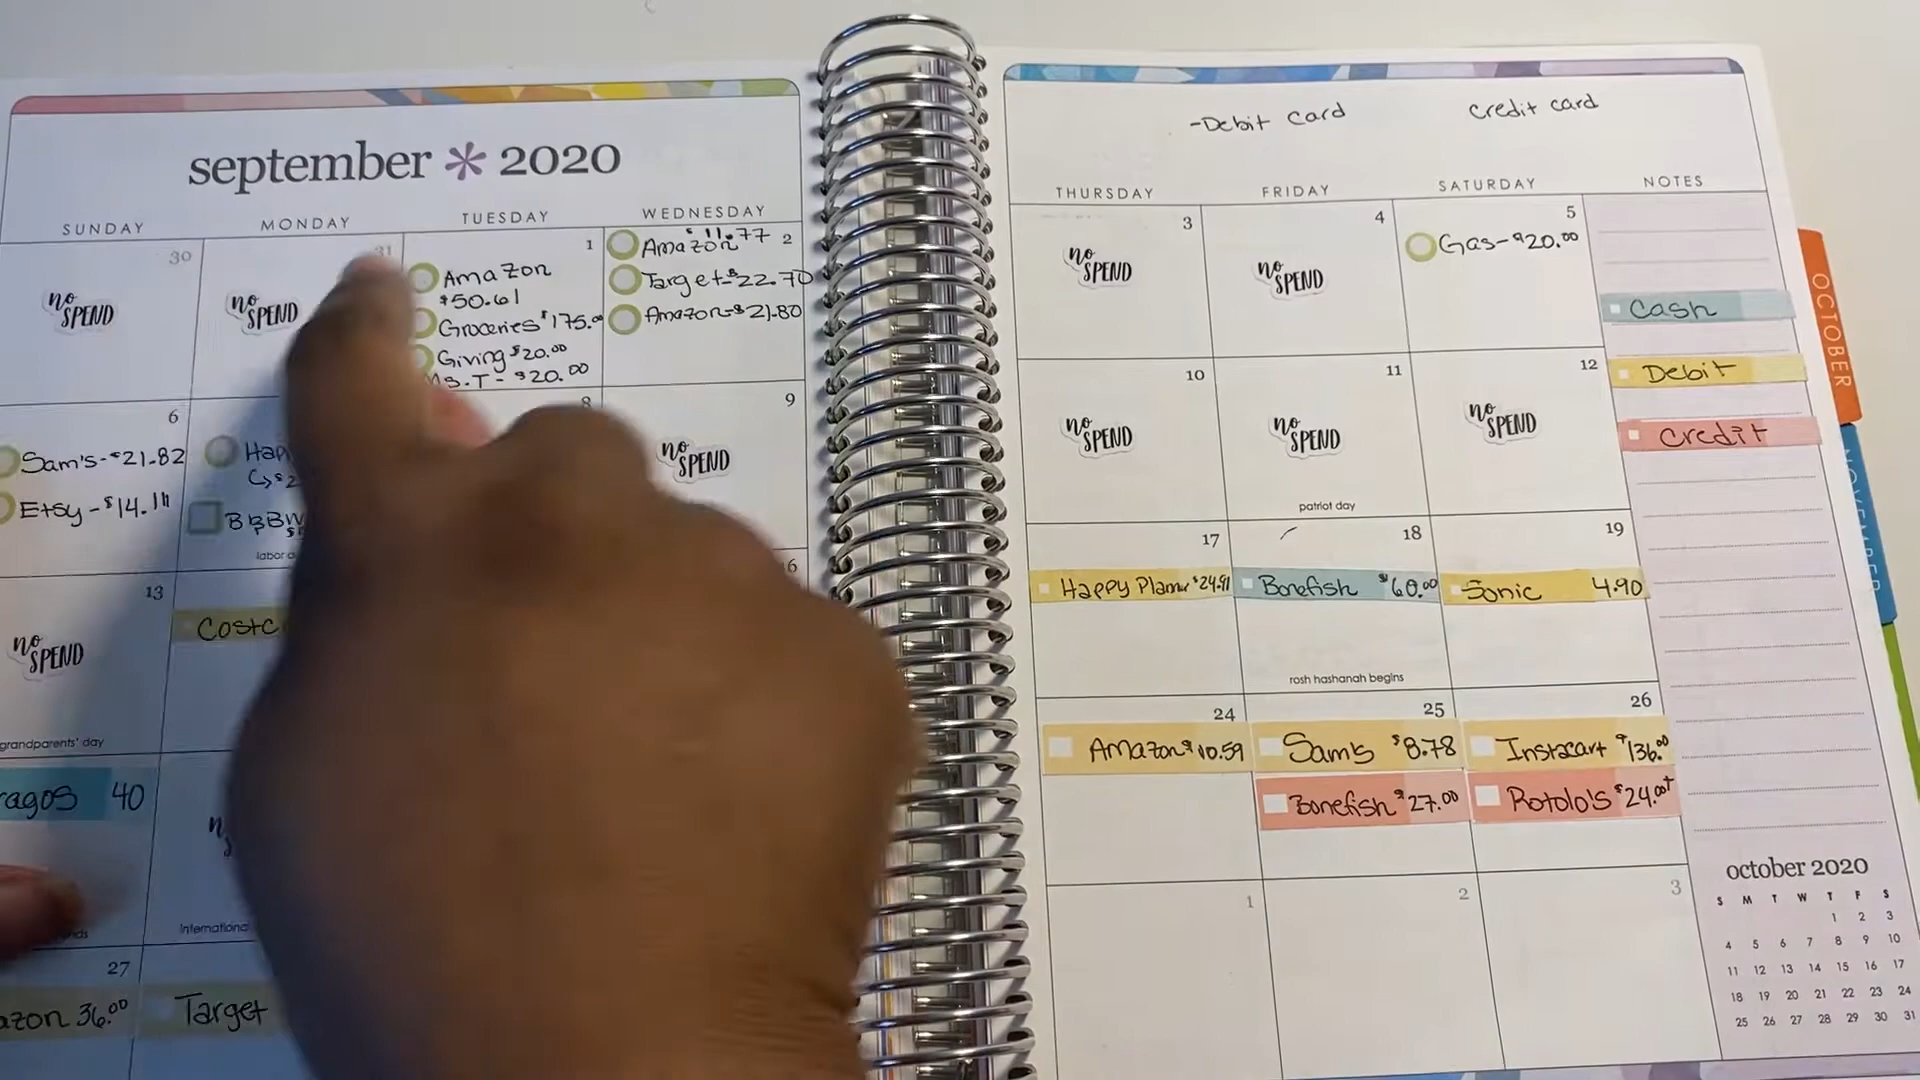 september * 2020
SUNDAY MONDAY TUESDAY WEDNESDAY
30
no
SPEND
31
no
SPEND
1
Amazon
$50.61
Groceries $175.00
Giving $20.00
Ms.T - $20.00
2
Amazon $11.77
Target-$22.70
Amazon-$21.80
6
Sam's-$21.82
Etsy-$14.11
8
9
no
SPEND
13
no
SPEND
grandparents' day
Costc
40
International
27
36.00
Target
-Debit card
Credit card
THURSDAY FRIDAY SATURDAY NOTES
3
no
SPEND
4
no
SPEND
5
Gas-$20.00
Cash
Debit
Credit
10
no
SPEND
11
no
SPEND
patriot day
12
no
SPEND
17
Happy Planner $24.91
18
Bonefish $60.00
rosh hashanah begins
19
Sonic 4.90
24
Amazon $10.59
25
Sam's $8.78
Bonefish $27.00
26
Instacart $136.00
Rotolo's $24.00+
1
2
3
october 2020
S M T W T F S
1 2 3
4 5 6 7 8 9 10
11 12 13 14 15 16 17
18 19 20 21 22 23 24
25 26 27 28 29 30 31
OCTOBER
NOVEMBER